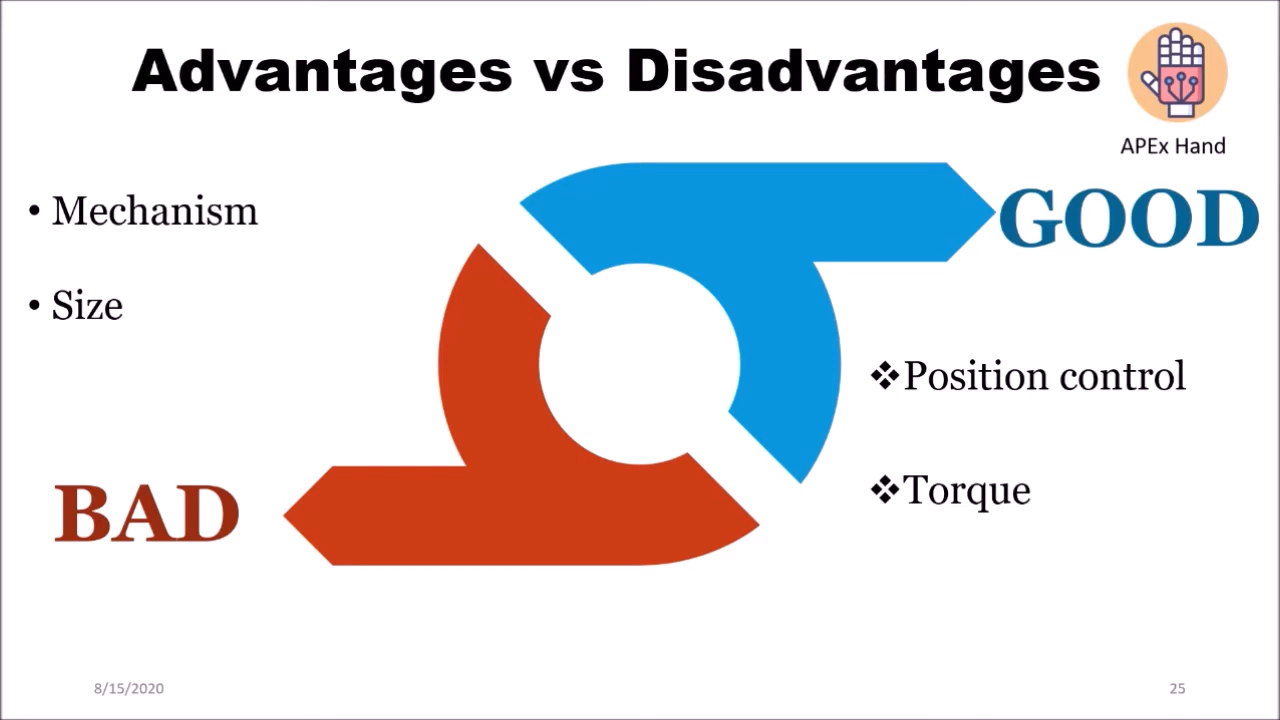 Advantages vs Disadvantages
APEx Hand
• Mechanism
GOOD
• Size
❖Position control
BAD
❖Torque
8/15/2020
25